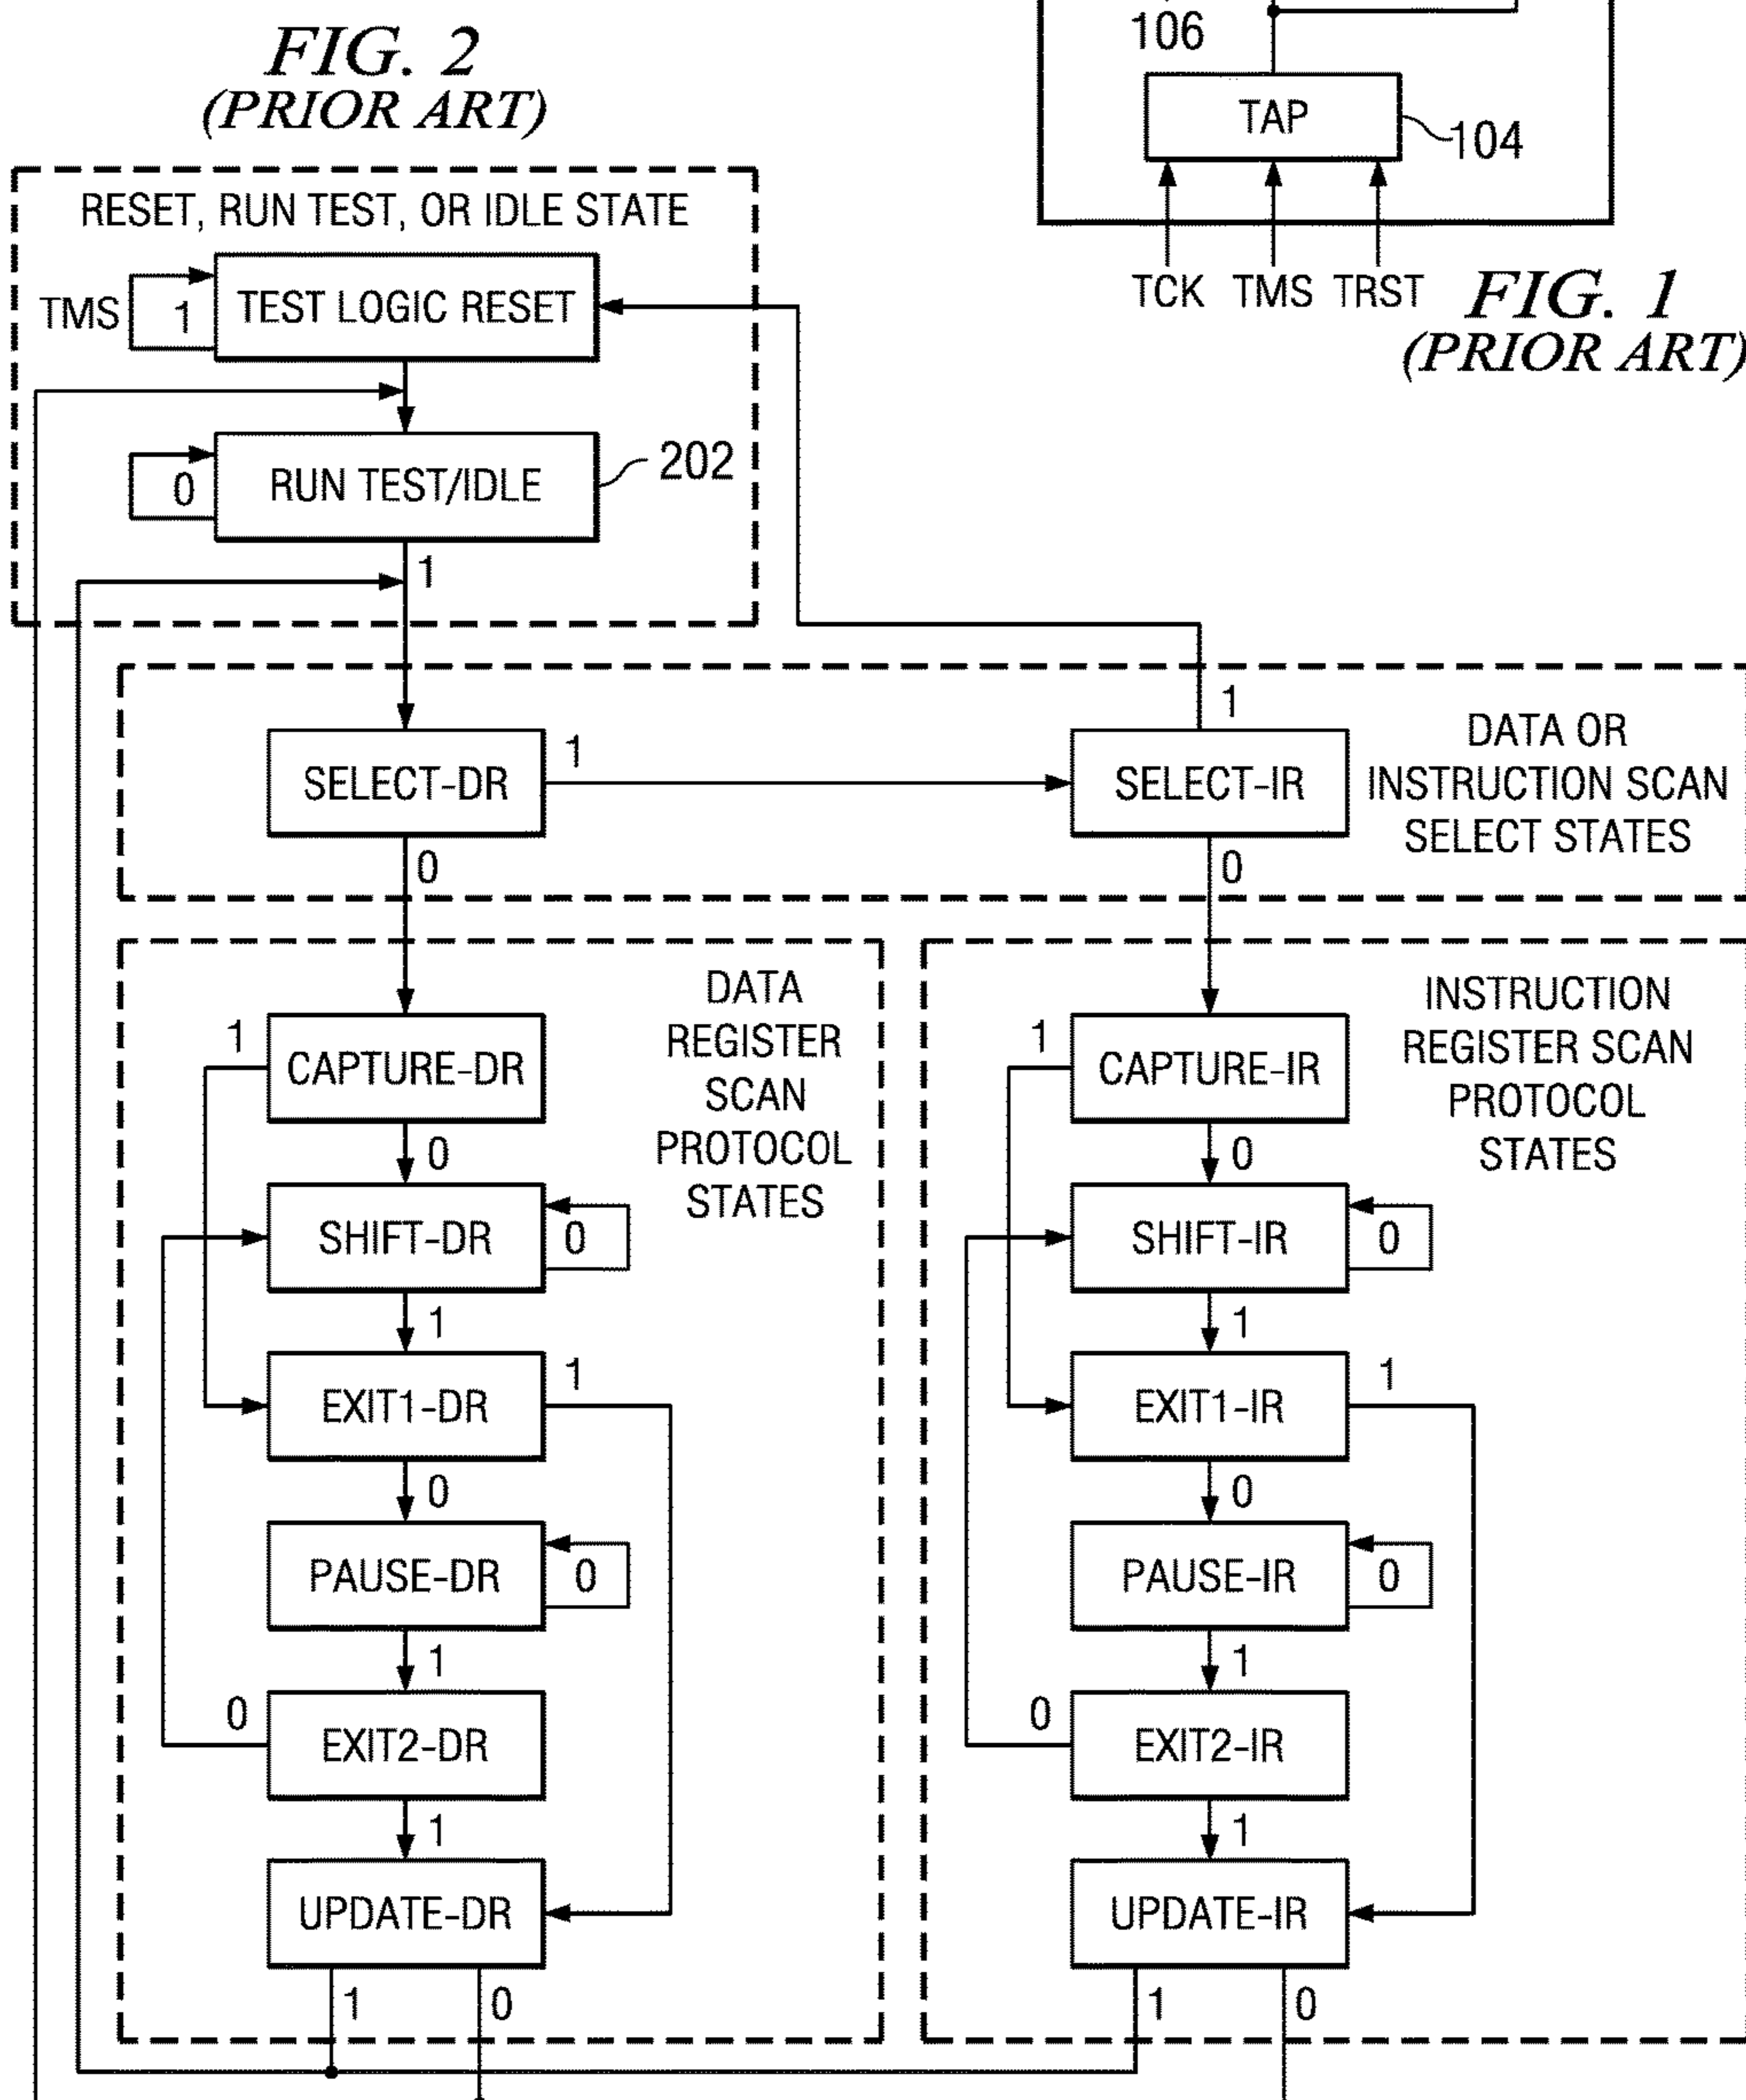 FIG. 2
(PRIOR ART)
106
TAP
104
TCK TMS TRST
FIG. 1
(PRIOR ART)
RESET, RUN TEST, OR IDLE STATE
TMS
1
TEST LOGIC RESET
0
RUN TEST/IDLE
202
1
SELECT-DR
1
1
SELECT-IR
DATA OR
INSTRUCTION SCAN
SELECT STATES
0
0
DATA
REGISTER
SCAN
PROTOCOL
STATES
1
CAPTURE-DR
0
SHIFT-DR
0
1
EXIT1-DR
1
0
PAUSE-DR
0
1
0
EXIT2-DR
1
UPDATE-DR
1
0
INSTRUCTION
REGISTER SCAN
PROTOCOL
STATES
1
CAPTURE-IR
0
SHIFT-IR
0
1
EXIT1-IR
1
0
PAUSE-IR
0
1
0
EXIT2-IR
1
UPDATE-IR
1
0